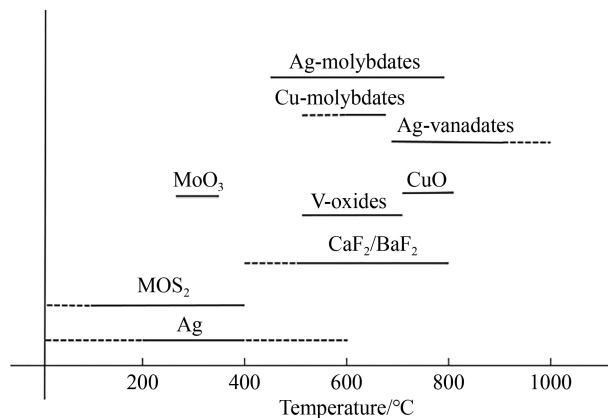 Ag-molybdates
Cu-molybdates
Ag-vanadates
MoO₃
CuO
V-oxides
CaF₂/BaF₂
MOS₂
Ag
200 400 600 800 1000
Temperature/°C